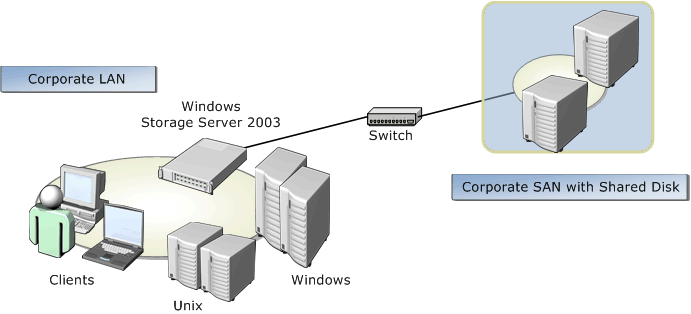 Corporate LAN
Windows
Storage Server 2003
Switch
Corporate SAN with Shared Disk
Clients
Unix
Windows